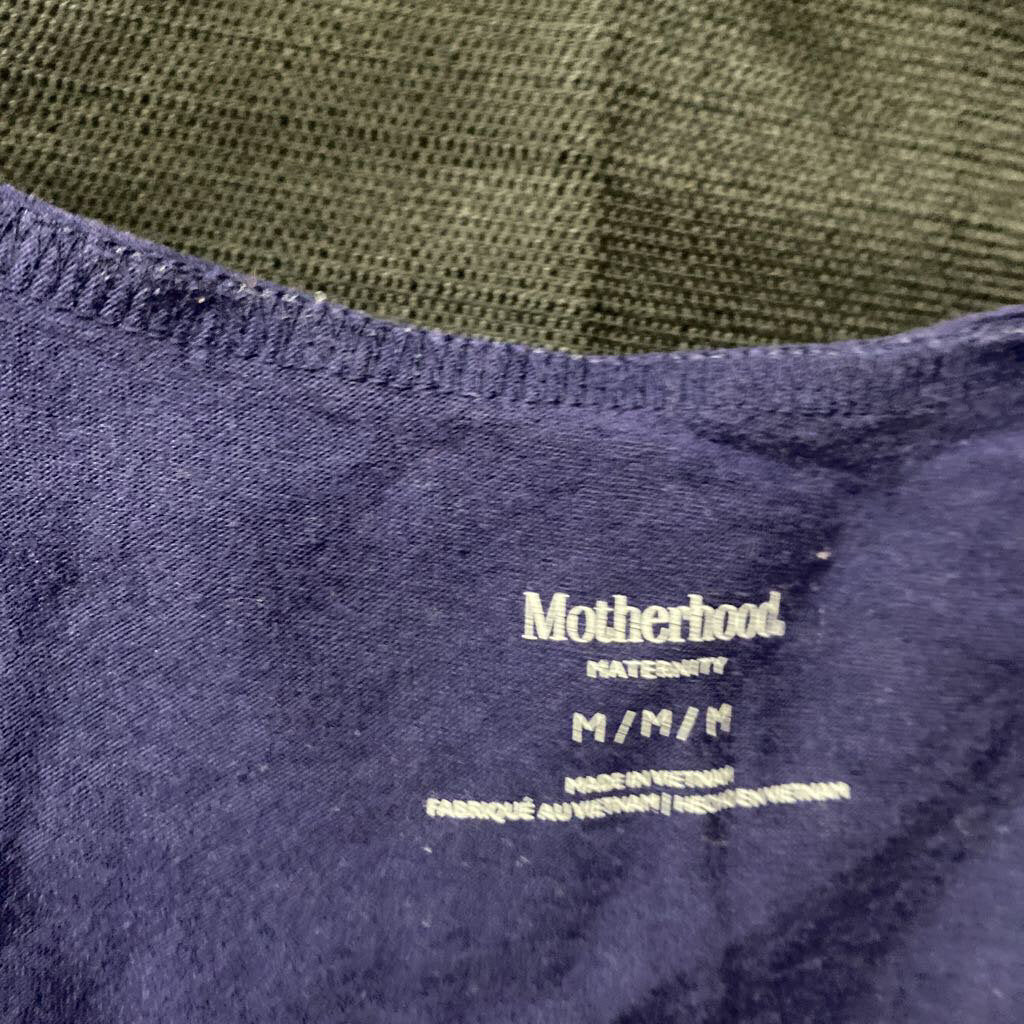 Motherhood
MATERNITY
M/M/M
MADE IN VIETNAM
FABRIQUÉ AU VIETNAM | HECHO EN VIETNAM